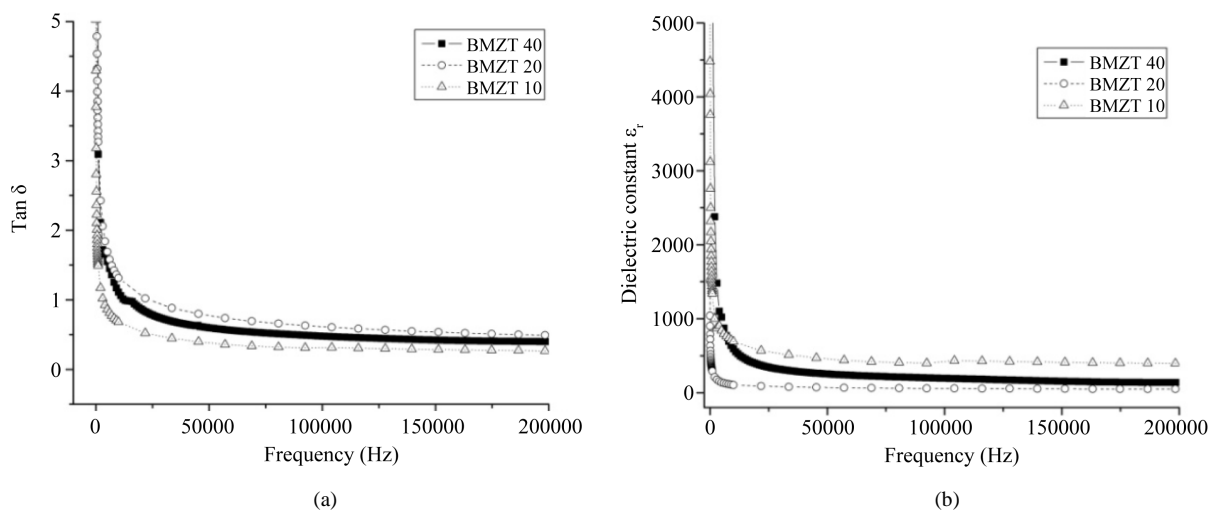 5
4
3
2
1
0
Tan δ
BMZT 40
BMZT 20
BMZT 10
0 50000 100000 150000 200000
Frequency (Hz)
(a)
5000
4000
3000
2000
1000
0
Dielectric constant εr
BMZT 40
BMZT 20
BMZT 10
0 50000 100000 150000 200000
Frequency (Hz)
(b)